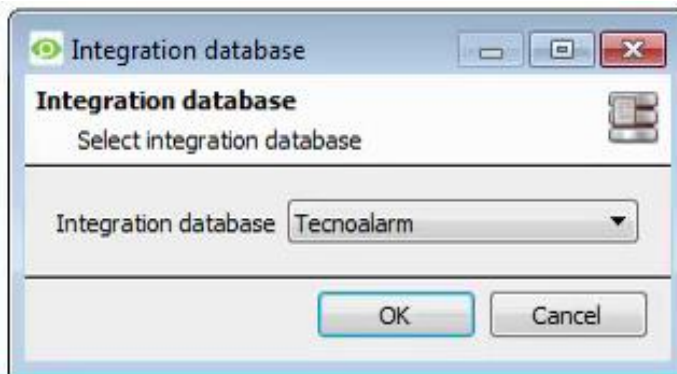 Integration database
Integration database
Select integration database
Integration database Tecnoalarm
OK Cancel